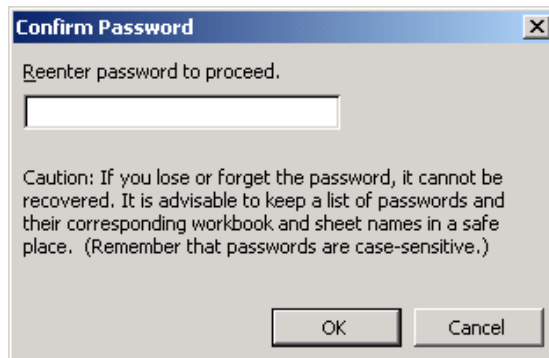 Confirm Password
Reenter password to proceed.
Caution: If you lose or forget the password, it cannot be
recovered. It is advisable to keep a list of passwords and
their corresponding workbook and sheet names in a safe
place.  (Remember that passwords are case-sensitive.)
OK
Cancel